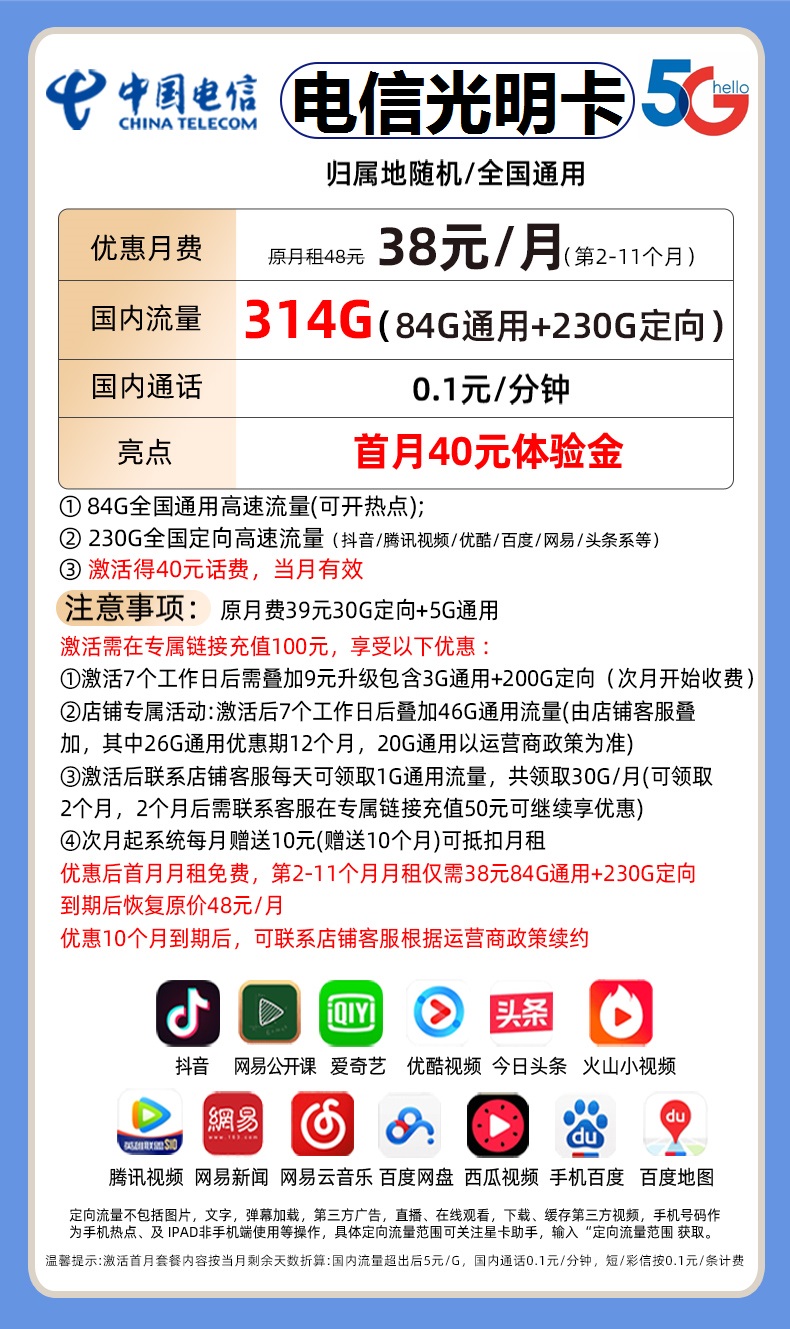 中国电信
CHINA TELECOM
电信光明卡
5G
hello
归属地随机/全国通用
优惠月费
原月租48元 38元/月(第2-11个月)
国内流量
314G(84G通用+230G定向)
国内通话
0.1元/分钟
亮点
首月40元体验金
① 84G全国通用高速流量(可开热点);
② 230G全国定向高速流量(抖音/腾讯视频/优酷/百度/网易/头条系等)
③ 激活得40元话费，当月有效
注意事项： 原月费39元30G定向+5G通用
激活需在专属链接充值100元，享受以下优惠：
①激活7个工作日后需叠加9元升级包含3G通用+200G定向（次月开始收费）
②店铺专属活动:激活后7个工作日后叠加46G通用流量(由店铺客服叠
加，其中26G通用优惠期12个月，20G通用以运营商政策为准)
③激活后联系店铺客服每天可领取1G通用流量，共领取30G/月(可领取
2个月，2个月后需联系客服在专属链接充值50元可继续享优惠)
④次月起系统每月赠送10元(赠送10个月)可抵扣月租
优惠后首月月租免费，第2-11个月月租仅需38元84G通用+230G定向
到期后恢复原价48元/月
优惠10个月到期后，可联系店铺客服根据运营商政策续约
iQIYI
头条
抖音 网易公开课 爱奇艺 优酷视频 今日头条 火山小视频
網易
www.163.com
du
du
腾讯视频 网易新闻 网易云音乐 百度网盘 西瓜视频 手机百度 百度地图
定向流量不包括图片，文字，弹幕加载，第三方广告，直播、在线观看，下载、缓存第三方视频，手机号码作
为手机热点、及 IPAD非手机端使用等操作，具体定向流量范围可关注星卡助手，输入“定向流量范围 获取。
温馨提示:激活首月套餐内容按当月剩余天数折算:国内流量超出后5元/G，国内通话0.1元/分钟，短/彩信按0.1元/条计费